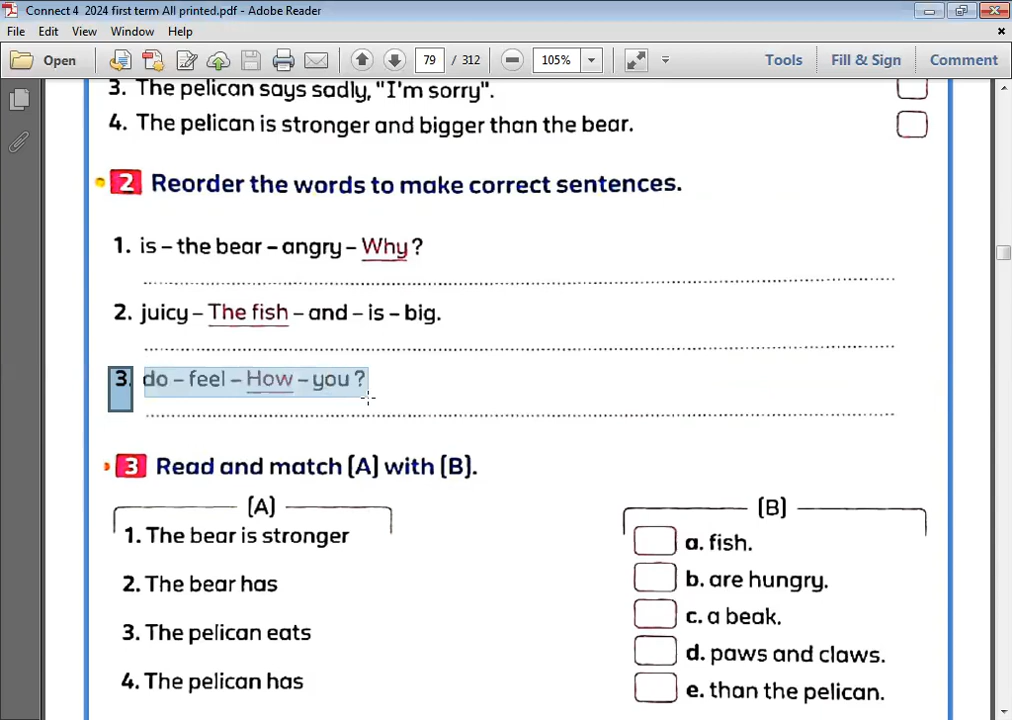 Connect 4 2024 first term All printed.pdf - Adobe Reader
File Edit View Window Help
Open 79 / 312 105% Tools Fill & Sign Comment
3. The pelican says sadly, "I'm sorry".
4. The pelican is stronger and bigger than the bear.
2 Reorder the words to make correct sentences.
1. is – the bear – angry – Why ?
2. juicy – The fish – and – is – big.
3. do – feel – How – you ?
3 Read and match (A) with (B).
(A)
1. The bear is stronger
2. The bear has
3. The pelican eats
4. The pelican has
(B)
a. fish.
b. are hungry.
c. a beak.
d. paws and claws.
e. than the pelican.